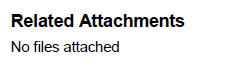 Related Attachments
No files attached